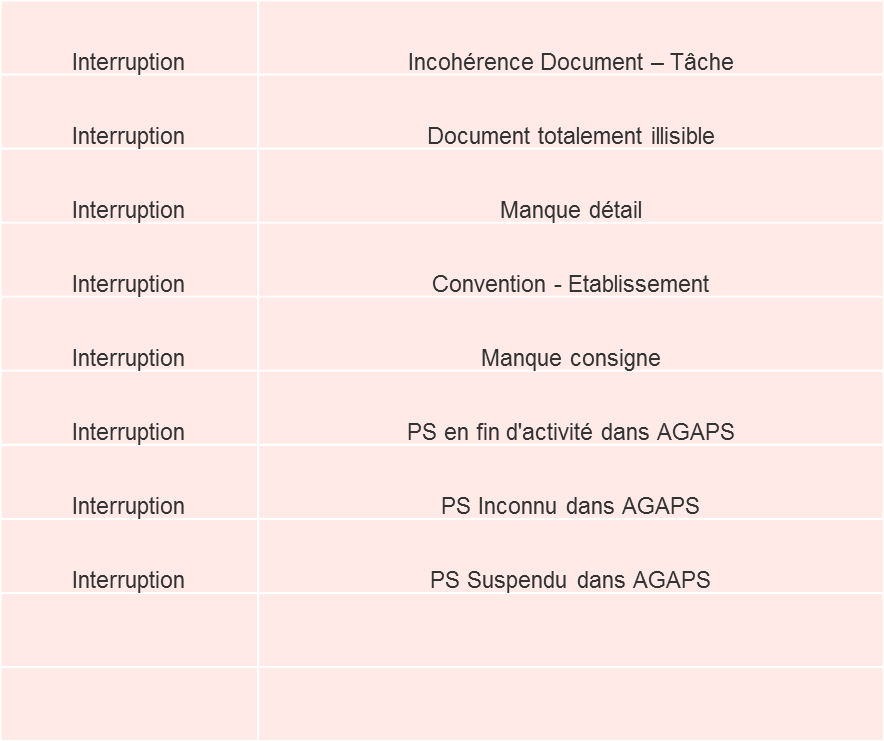 Interruption Incohérence Document – Tâche
Interruption Document totalement illisible
Interruption Manque détail
Interruption Convention - Etablissement
Interruption Manque consigne
Interruption PS en fin d'activité dans AGAPS
Interruption PS Inconnu dans AGAPS
Interruption PS Suspendu dans AGAPS